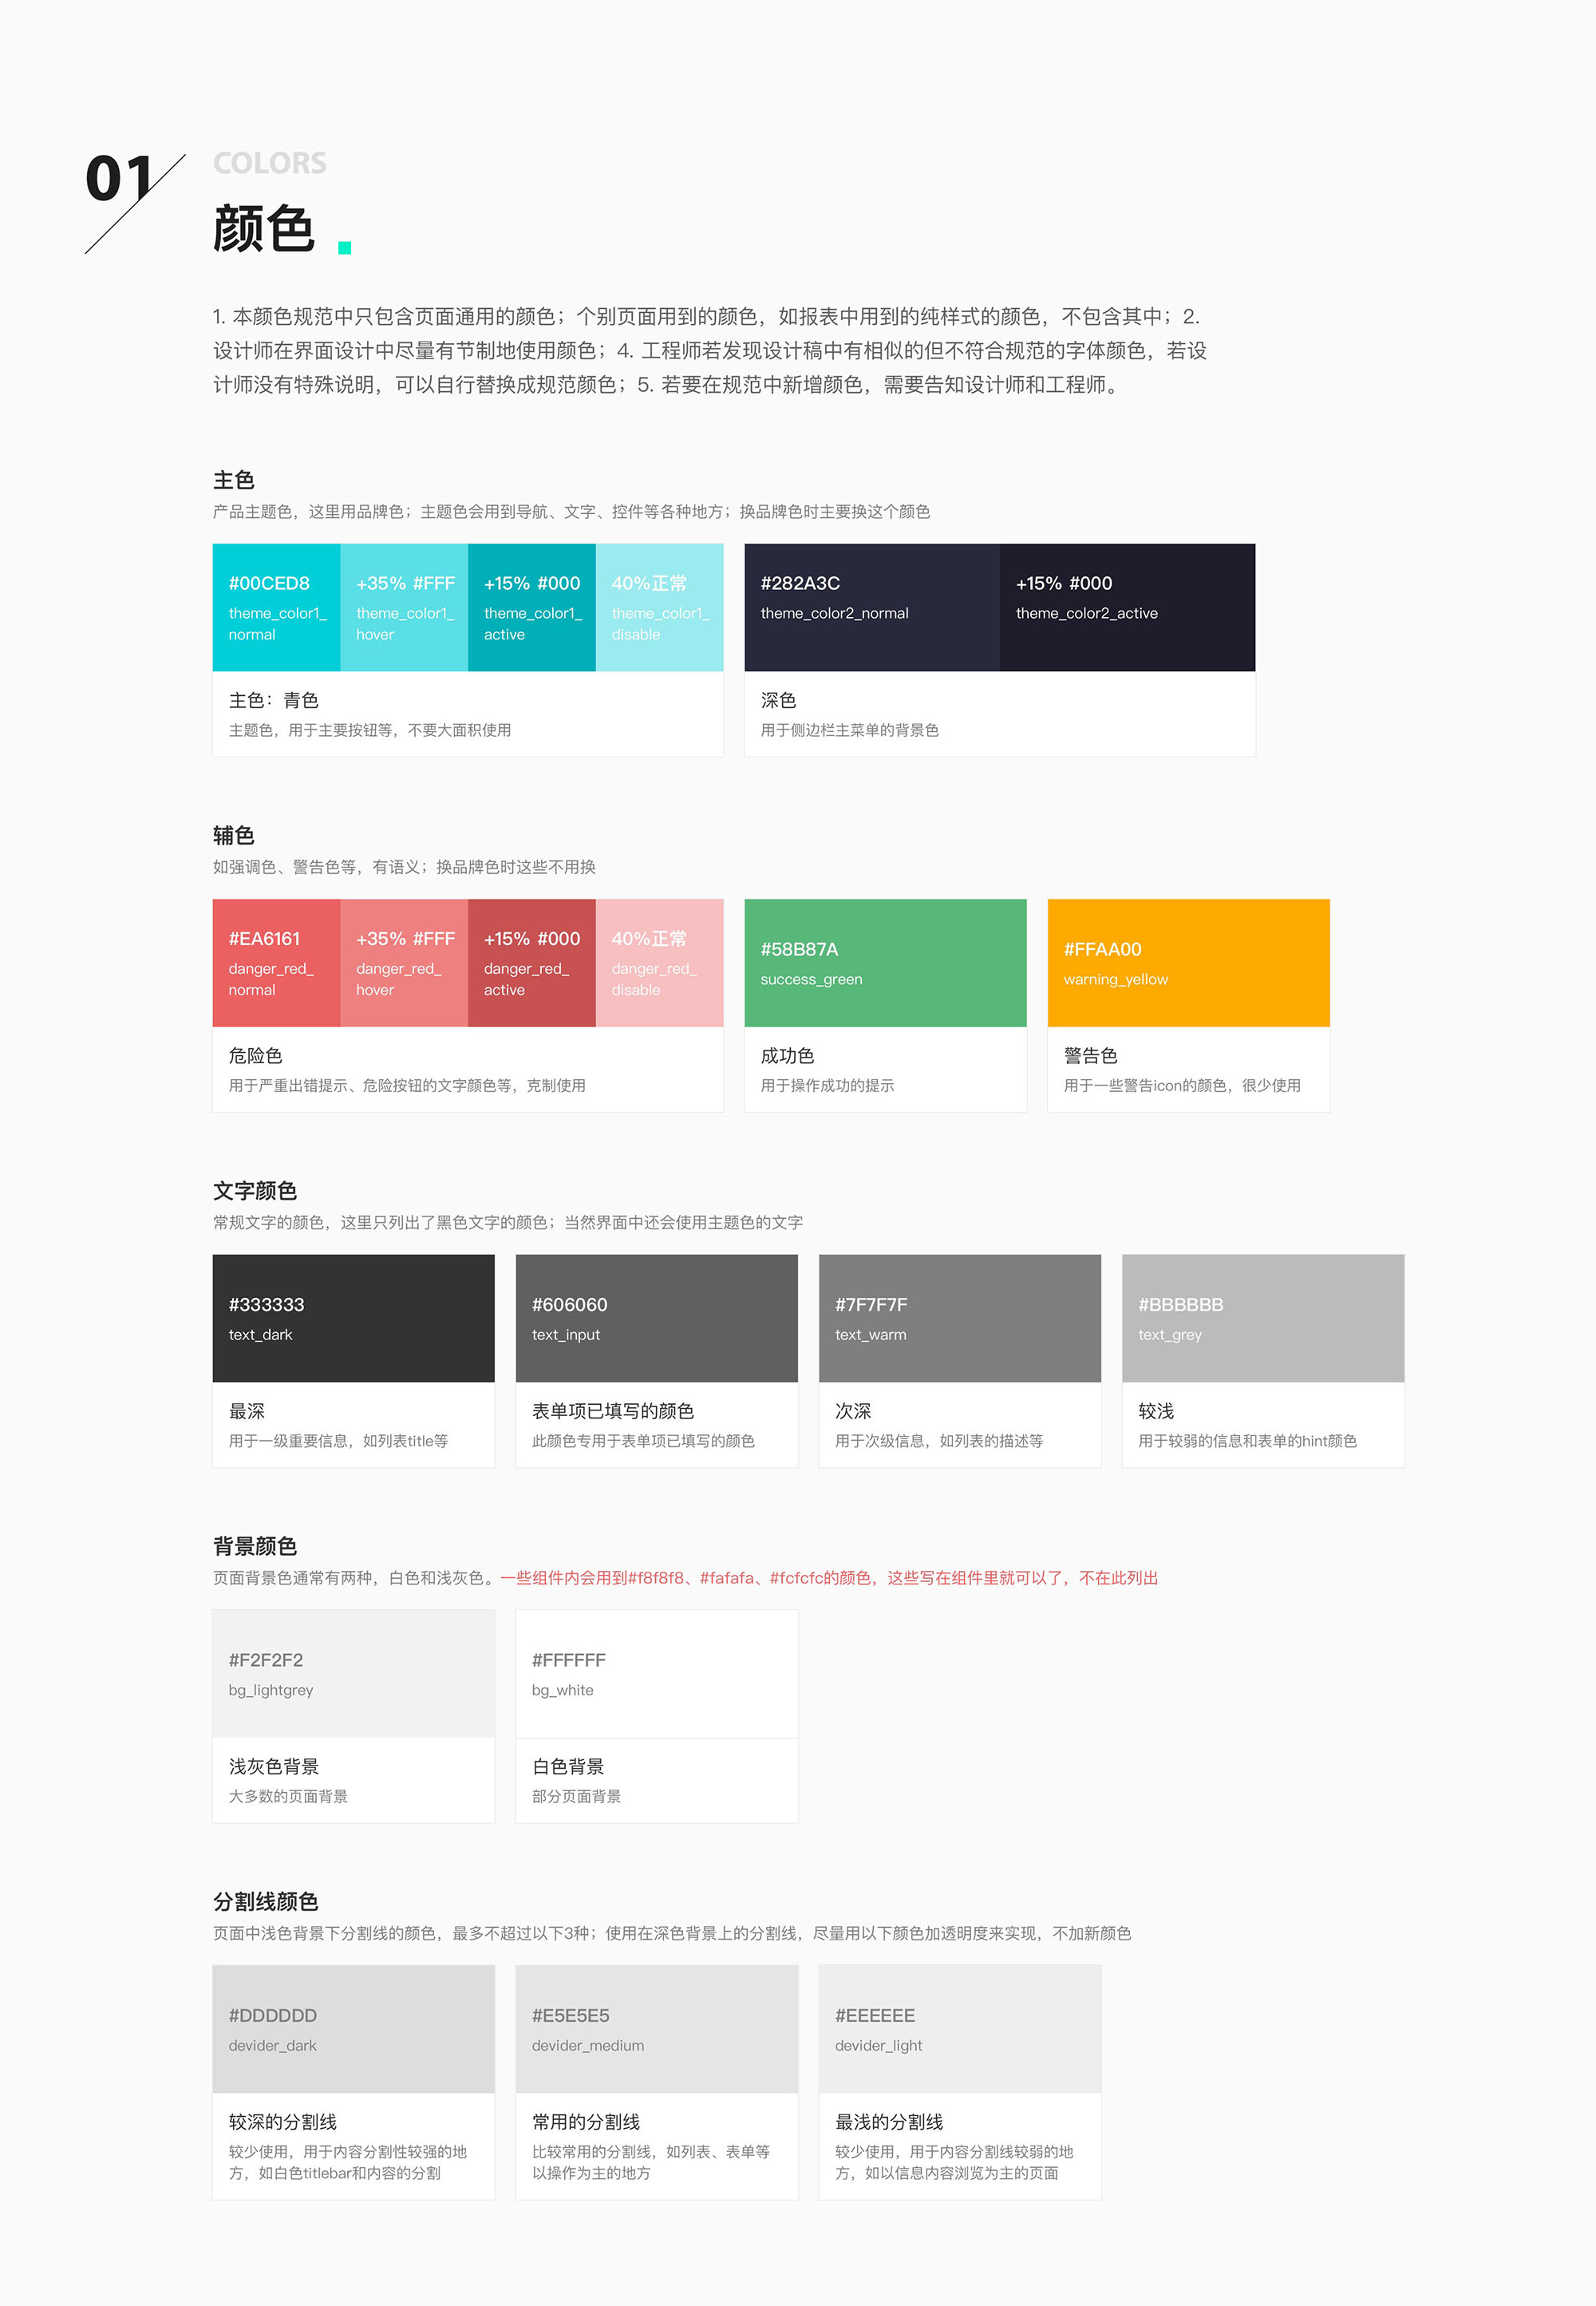 01
COLORS
颜色
1. 本颜色规范中只包含页面通用的颜色；个别页面用到的颜色，如报表中用到的纯样式的颜色，不包含其中；2.
设计师在界面设计中尽量有节制地使用颜色；4. 工程师若发现设计稿中有相似的但不符合规范的字体颜色，若设
计师没有特殊说明，可以自行替换成规范颜色；5. 若要在规范中新增颜色，需要告知设计师和工程师。
主色
产品主题色，这里用品牌色；主题色会用到导航、文字、控件等各种地方；换品牌色时主要换这个颜色
#00CED8
theme_color1_
normal
+35% #FFF
theme_color1_
hover
+15% #000
theme_color1_
active
40%正常
theme_color1_
disable
主色：青色
主题色，用于主要按钮等，不要大面积使用
#282A3C
theme_color2_normal
+15% #000
theme_color2_active
深色
用于侧边栏主菜单的背景色
辅色
如强调色、警告色等，有语义；换品牌色时这些不用换
#EA6161
danger_red_
normal
+35% #FFF
danger_red_
hover
+15% #000
danger_red_
active
40%正常
danger_red_
disable
危险色
用于严重出错提示、危险按钮的文字颜色等，克制使用
#58B87A
success_green
成功色
用于操作成功的提示
#FFAA00
warning_yellow
警告色
用于一些警告icon的颜色，很少使用
文字颜色
常规文字的颜色，这里只列出了黑色文字的颜色；当然界面中还会使用主题色的文字
#333333
text_dark
最深
用于一级重要信息，如列表title等
#606060
text_input
表单项已填写的颜色
此颜色专用于表单项已填写的颜色
#7F7F7F
text_warm
次深
用于次级信息，如列表的描述等
#BBBBBB
text_grey
较浅
用于较弱的信息和表单的hint颜色
背景颜色
页面背景色通常有两种，白色和浅灰色。一些组件内会用到#f8f8f8、#fafafa、#fcfcfc的颜色，这些写在组件里就可以了，不在此列出
#F2F2F2
bg_lightgrey
浅灰色背景
大多数的页面背景
#FFFFFF
bg_white
白色背景
部分页面背景
分割线颜色
页面中浅色背景下分割线的颜色，最多不超过以下3种；使用在深色背景上的分割线，尽量用以下颜色加透明度来实现，不加新颜色
#DDDDDD
devider_dark
较深的分割线
较少使用，用于内容分割性较强的地
方，如白色titlebar和内容的分割
#E5E5E5
devider_medium
常用的分割线
比较常用的分割线，如列表、表单等
以操作为主的地方
#EEEEEE
devider_light
最浅的分割线
较少使用，用于内容分割线较弱的地
方，如以信息内容浏览为主的页面